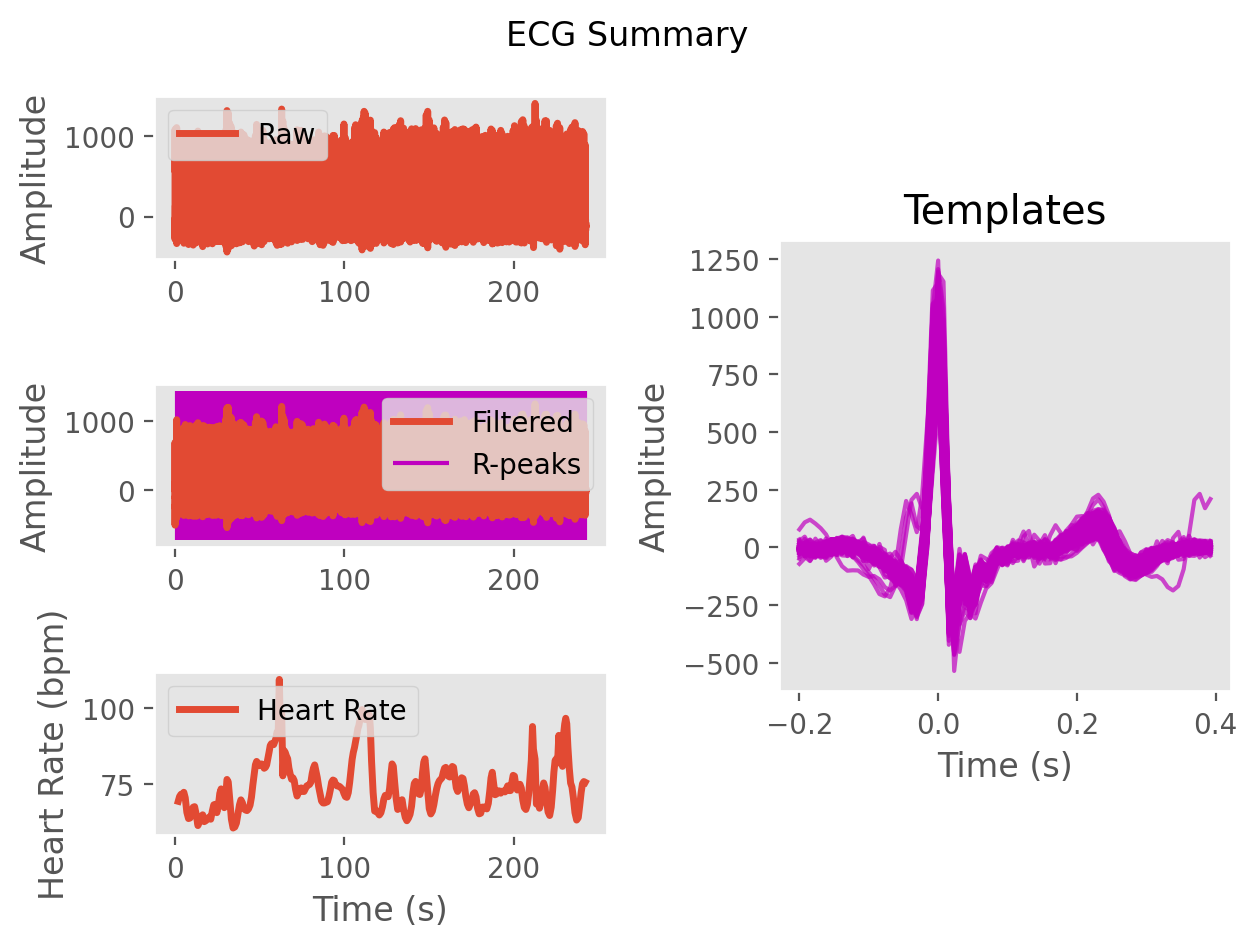 ECG Summary
Amplitude
1000
0
Raw
0 100 200
Amplitude
1000
0
Filtered
R-peaks
0 100 200
Heart Rate (bpm)
100
75
Heart Rate
0 100 200
Time (s)
Templates
Amplitude
1250
1000
750
500
250
0
−250
−500
−0.2 0.0 0.2 0.4
Time (s)